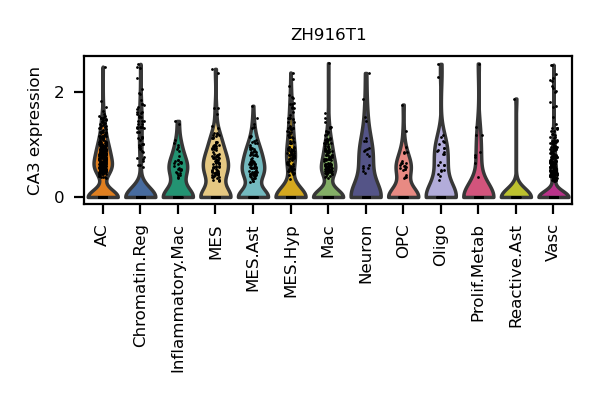 ZH916T1
CA3 expression
2
0
AC
Chromatin.Reg
Inflammatory.Mac
MES
MES.Ast
MES.Hyp
Mac
Neuron
OPC
Oligo
Prolif.Metab
Reactive.Ast
Vasc